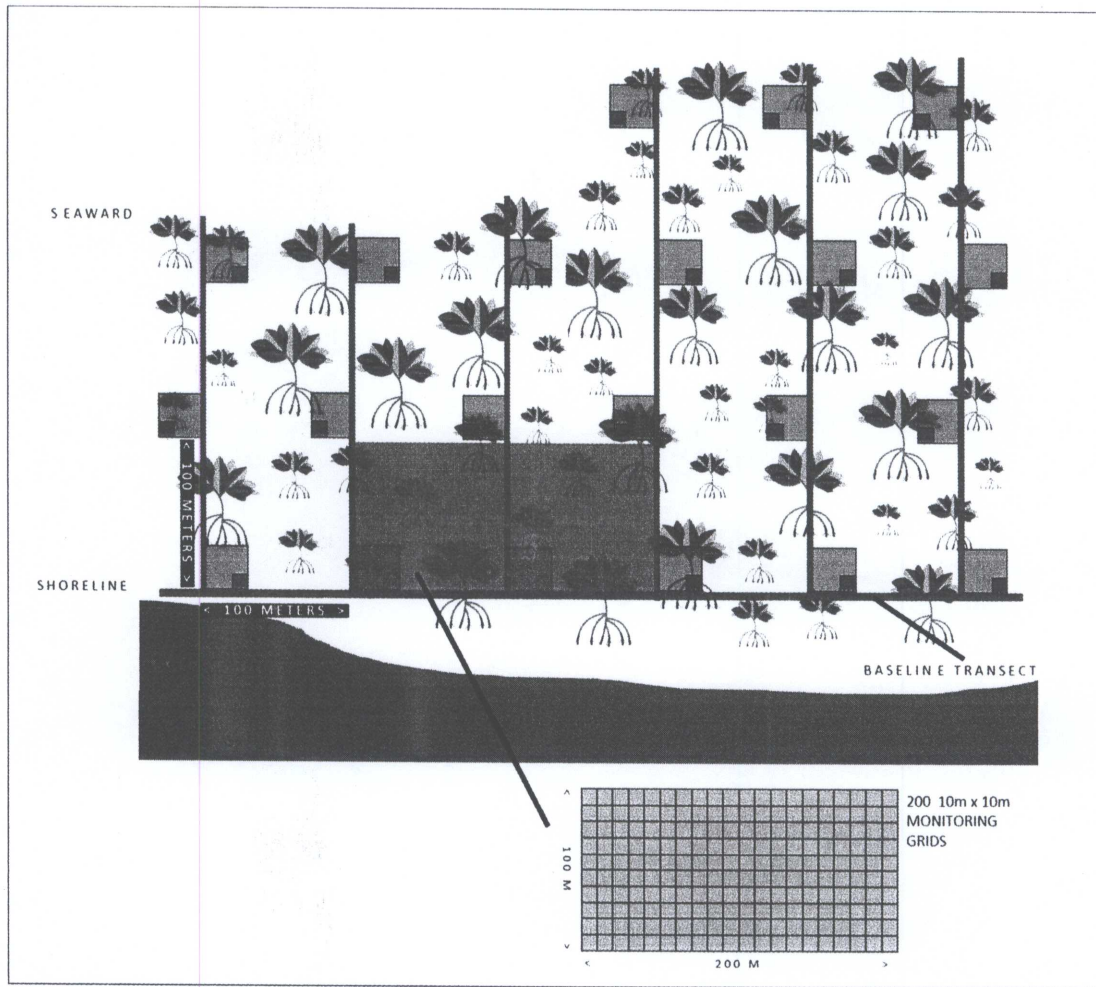 SEAWARD
< 100 METERS >
SHORELINE
< 100 METERS >
BASELINE TRANSECT
200 10m x 10m
MONITORING
GRIDS
< 100 M >
< 200 M >